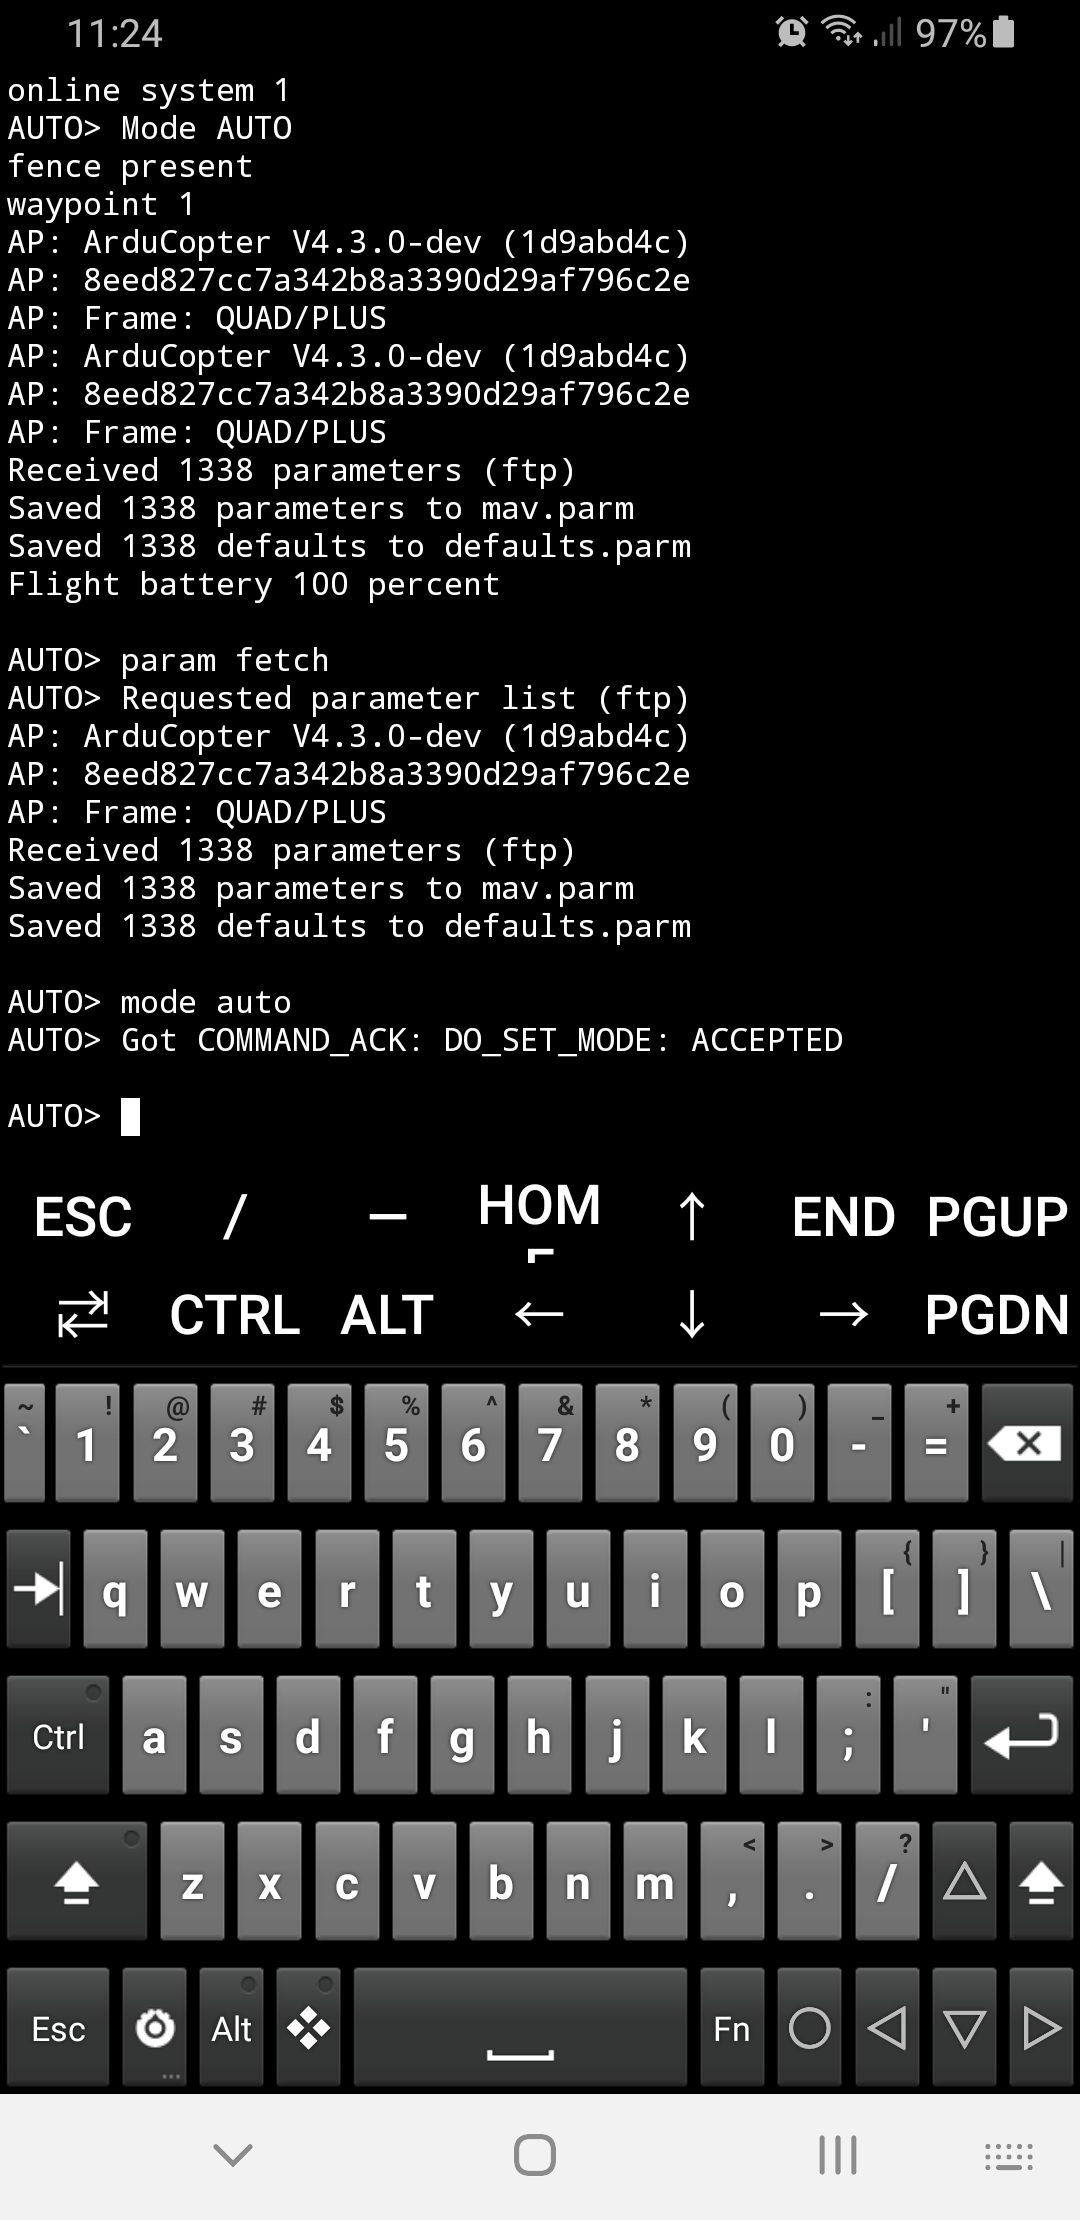 11:24 97%
online system 1
AUTO> Mode AUTO
fence present
waypoint 1
AP: ArduCopter V4.3.0-dev (1d9abd4c)
AP: 8eed827cc7a342b8a3390d29af796c2e
AP: Frame: QUAD/PLUS
AP: ArduCopter V4.3.0-dev (1d9abd4c)
AP: 8eed827cc7a342b8a3390d29af796c2e
AP: Frame: QUAD/PLUS
Received 1338 parameters (ftp)
Saved 1338 parameters to mav.parm
Saved 1338 defaults to defaults.parm
Flight battery 100 percent
AUTO> param fetch
AUTO> Requested parameter list (ftp)
AP: ArduCopter V4.3.0-dev (1d9abd4c)
AP: 8eed827cc7a342b8a3390d29af796c2e
AP: Frame: QUAD/PLUS
Received 1338 parameters (ftp)
Saved 1338 parameters to mav.parm
Saved 1338 defaults to defaults.parm
AUTO> mode auto
AUTO> Got COMMAND_ACK: DO_SET_MODE: ACCEPTED
AUTO>
ESC / — HOM ↑ END PGUP
⇄ CTRL ALT ← ↓ → PGDN
~ ! @ # $ % ^ & * ( ) _ +
` 1 2 3 4 5 6 7 8 9 0 - =
{ } |
q w e r t y u i o p [ ] \
: "
Ctrl a s d f g h j k l ; '
< > ?
z x c v b n m , . /
Esc Alt Fn